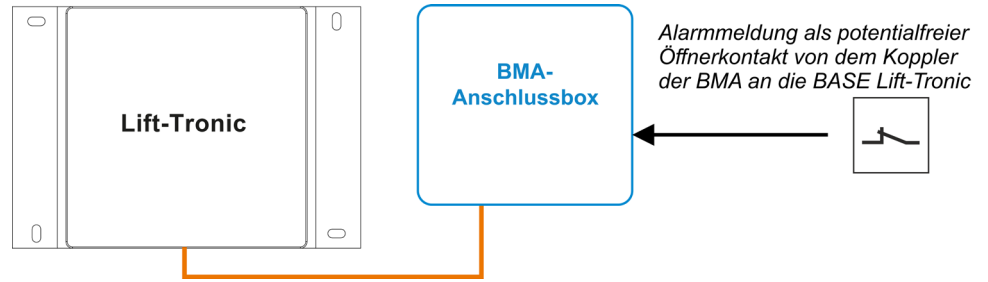 Lift-Tronic
BMA-
Anschlussbox
Alarmmeldung als potentialfreier
Öffnerkontakt von dem Koppler
der BMA an die BASE Lift-Tronic